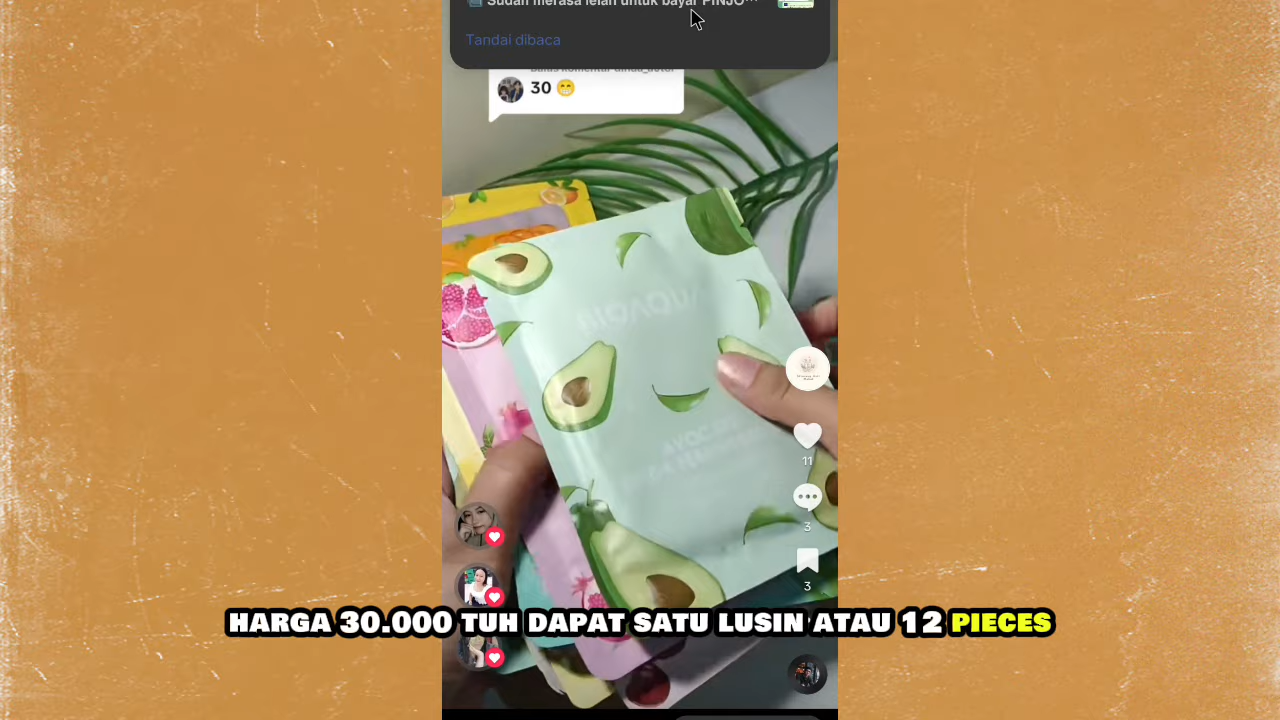 Sudah merasa lelah untuk bayar PINJO...
Tandai dibaca
30 😁
BIOAQUA
11
3
3
HARGA 30.000 TUH DAPAT SATU LUSIN ATAU 12 PIECES